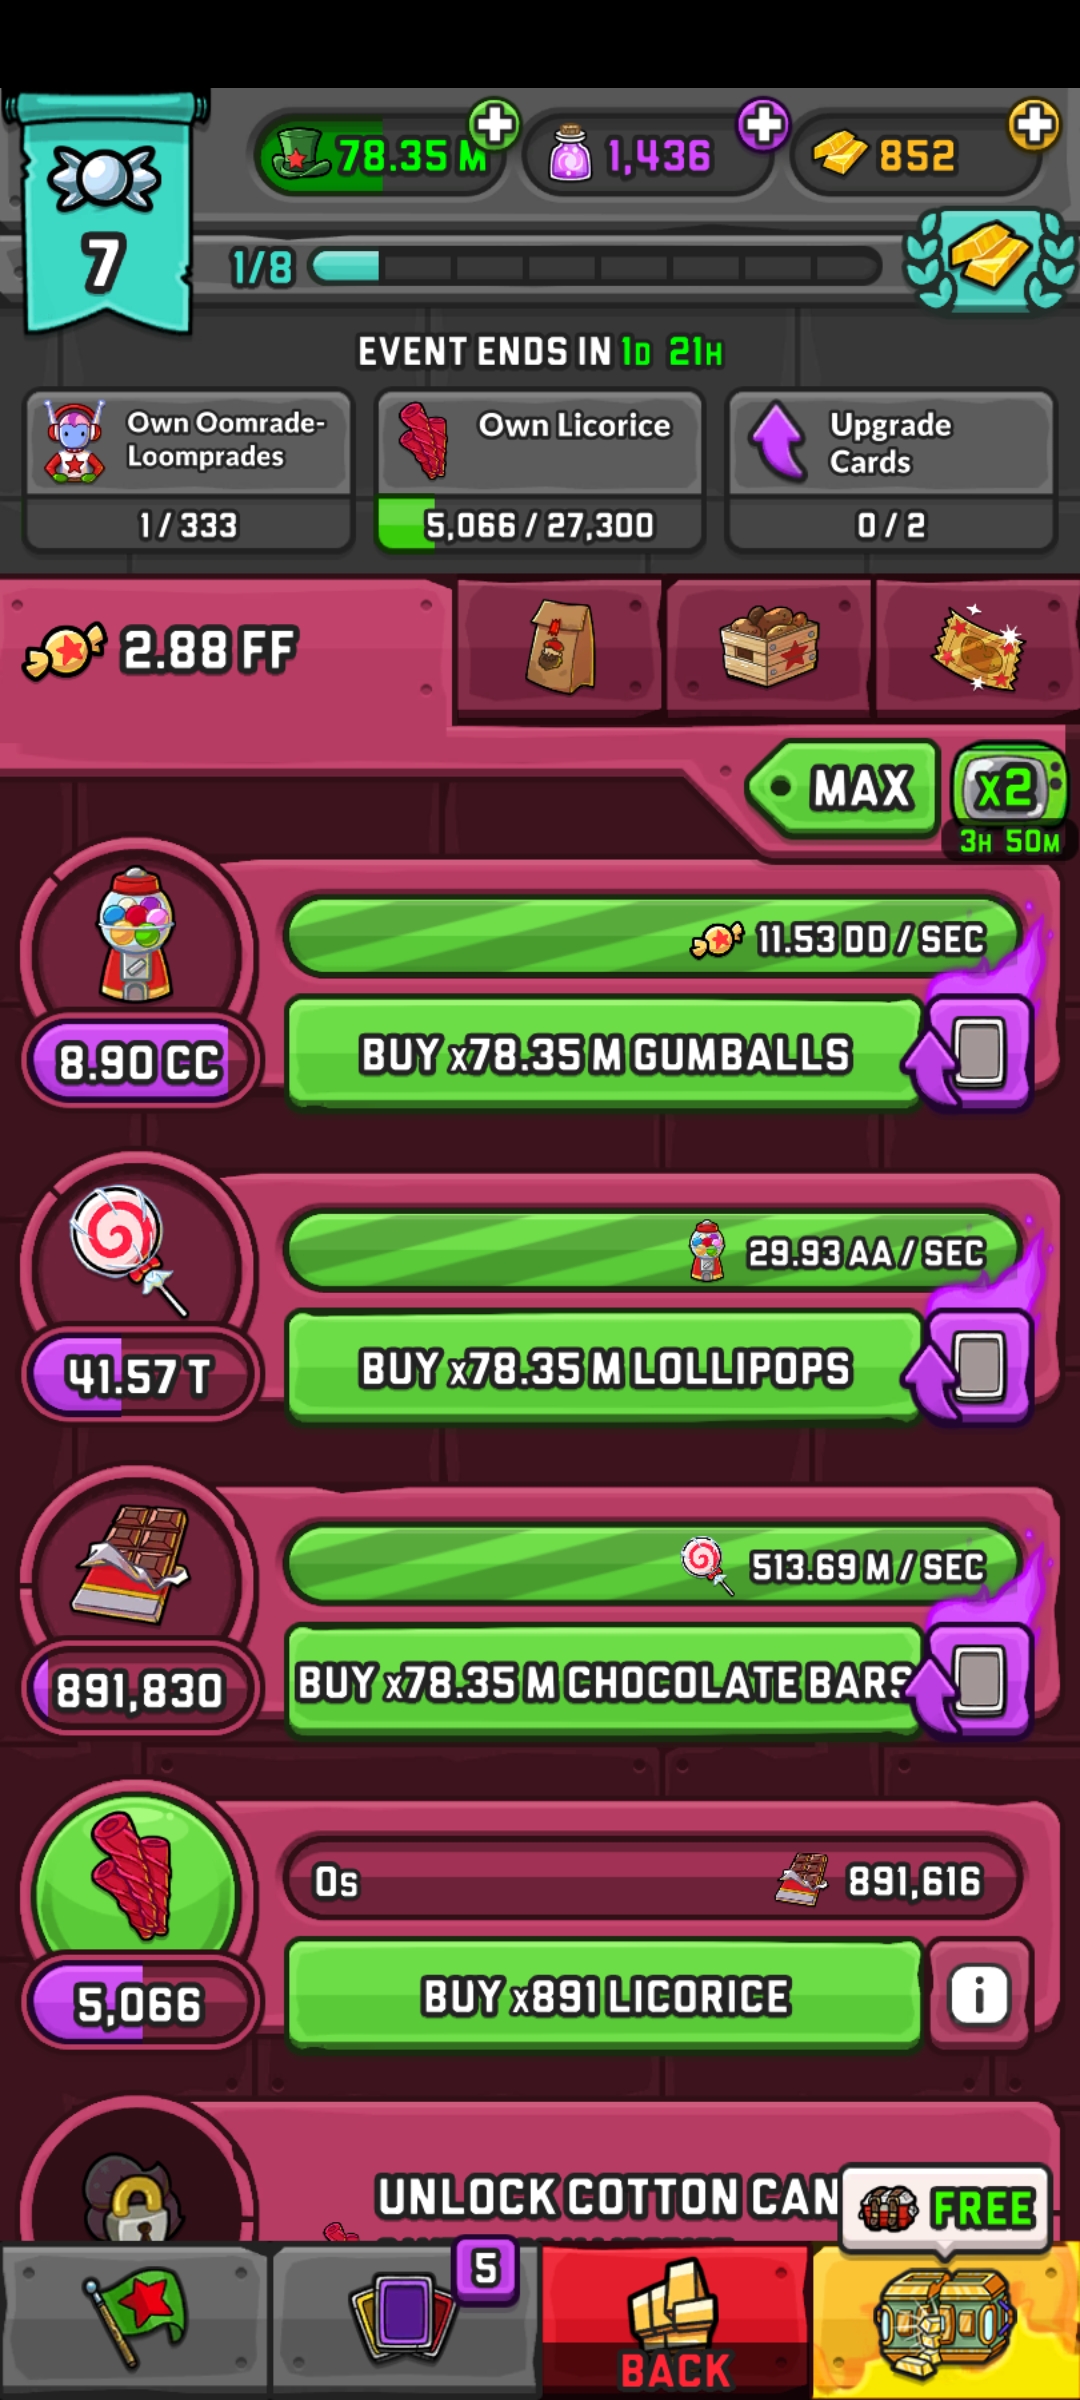 78.35 M
1,436
852
7
1/8
EVENT ENDS IN 1D 21H
Own Oomrade-
Loomprades
1 / 333
Own Licorice
5,066 / 27,300
Upgrade
Cards
0 / 2
2.88 FF
MAX
x2
3H 50M
11.53 DD / SEC
8.90 CC
BUY x78.35 M GUMBALLS
29.93 AA / SEC
41.57 T
BUY x78.35 M LOLLIPOPS
513.69 M / SEC
891,830
BUY x78.35 M CHOCOLATE BARS
0s
891,616
5,066
BUY x891 LICORICE
i
UNLOCK COTTON CAN
FREE
5
BACK